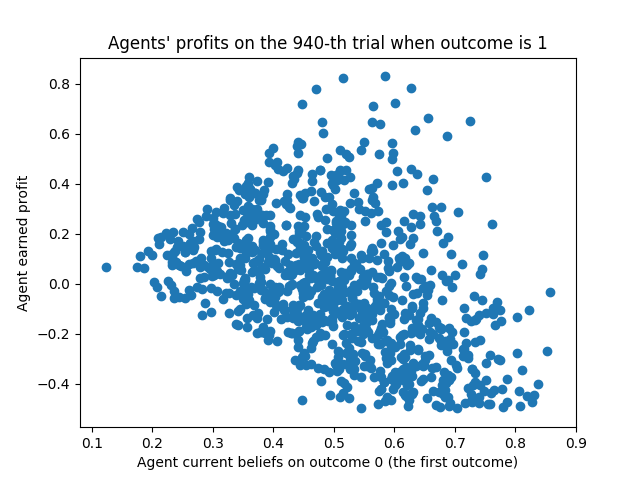 Agents' profits on the 940-th trial when outcome is 1
0.8
0.6
0.4
0.2
0.0
−0.2
−0.4
Agent earned profit
0.1 0.2 0.3 0.4 0.5 0.6 0.7 0.8 0.9
Agent current beliefs on outcome 0 (the first outcome)